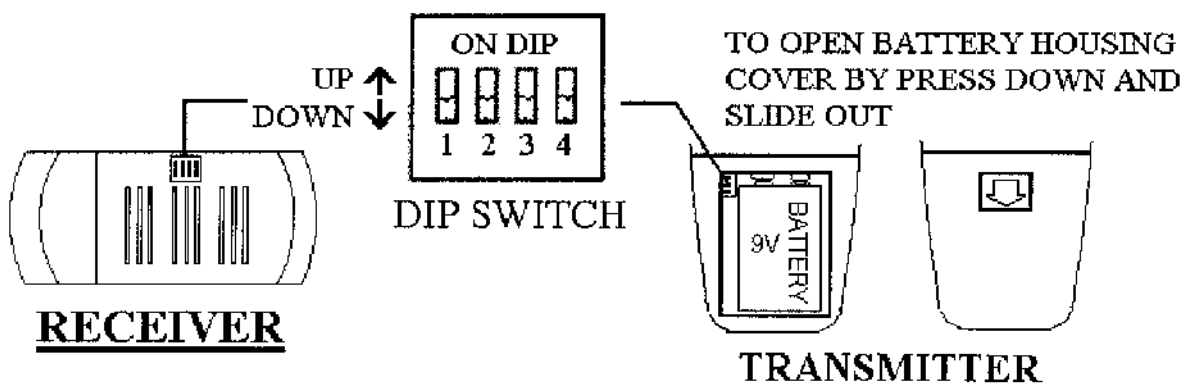 ON DIP
UP
DOWN
1 2 3 4
DIP SWITCH
TO OPEN BATTERY HOUSING
COVER BY PRESS DOWN AND
SLIDE OUT
9V
BATTERY
RECEIVER
TRANSMITTER